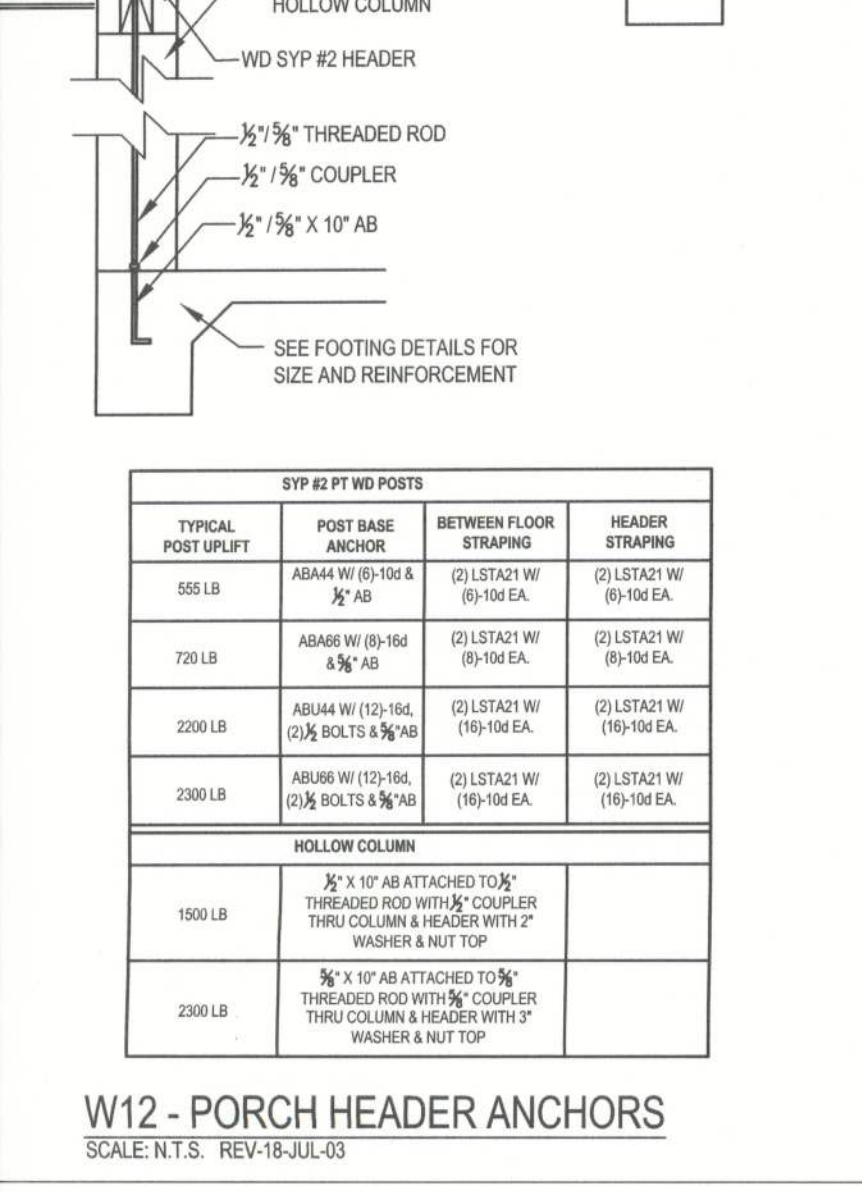 HOLLOW COLUMN
WD SYP #2 HEADER
½"/⅝" THREADED ROD
½" /⅝" COUPLER
½" /⅝" X 10" AB
SEE FOOTING DETAILS FOR
SIZE AND REINFORCEMENT
SYP #2 PT WD POSTS
TYPICAL
POST UPLIFT
POST BASE
ANCHOR
BETWEEN FLOOR
STRAPING
HEADER
STRAPING
555 LB
ABA44 W/ (6)-10d &
½" AB
(2) LSTA21 W/
(6)-10d EA.
(2) LSTA21 W/
(6)-10d EA.
720 LB
ABA66 W/ (8)-16d
& ⅝" AB
(2) LSTA21 W/
(8)-10d EA.
(2) LSTA21 W/
(8)-10d EA.
2200 LB
ABU44 W/ (12)-16d,
(2) ½ BOLTS & ⅝"AB
(2) LSTA21 W/
(16)-10d EA.
(2) LSTA21 W/
(16)-10d EA.
2300 LB
ABU66 W/ (12)-16d,
(2) ½ BOLTS & ⅝"AB
(2) LSTA21 W/
(16)-10d EA.
(2) LSTA21 W/
(16)-10d EA.
HOLLOW COLUMN
1500 LB
½" X 10" AB ATTACHED TO ½"
THREADED ROD WITH ½" COUPLER
THRU COLUMN & HEADER WITH 2"
WASHER & NUT TOP
2300 LB
⅝" X 10" AB ATTACHED TO ⅝"
THREADED ROD WITH ⅝" COUPLER
THRU COLUMN & HEADER WITH 3"
WASHER & NUT TOP
W12 - PORCH HEADER ANCHORS
SCALE: N.T.S. REV-18-JUL-03